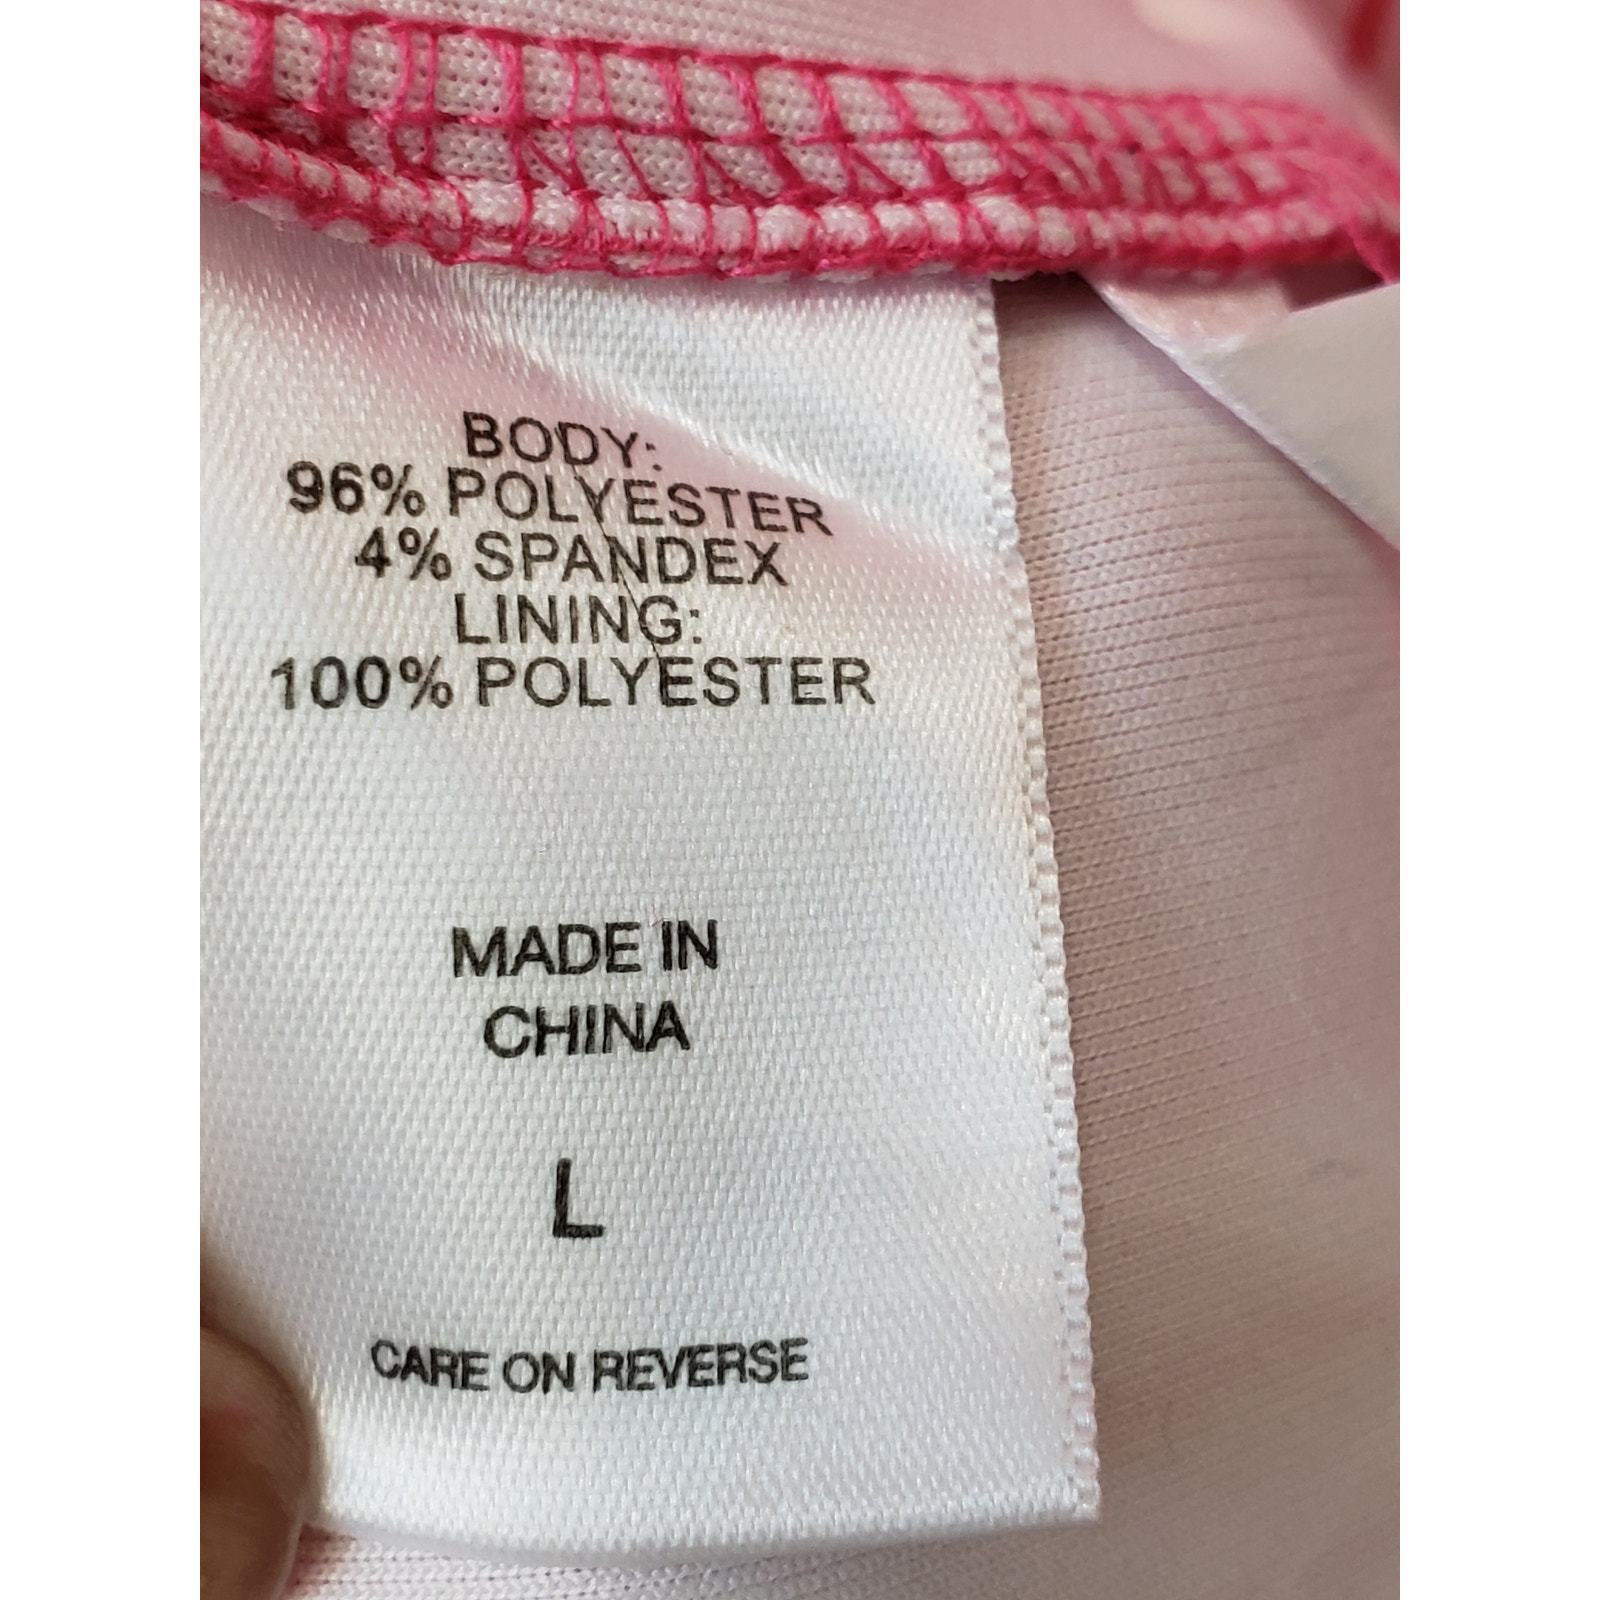 BODY:
96% POLYESTER
4% SPANDEX
LINING:
100% POLYESTER
MADE IN
CHINA
L
CARE ON REVERSE